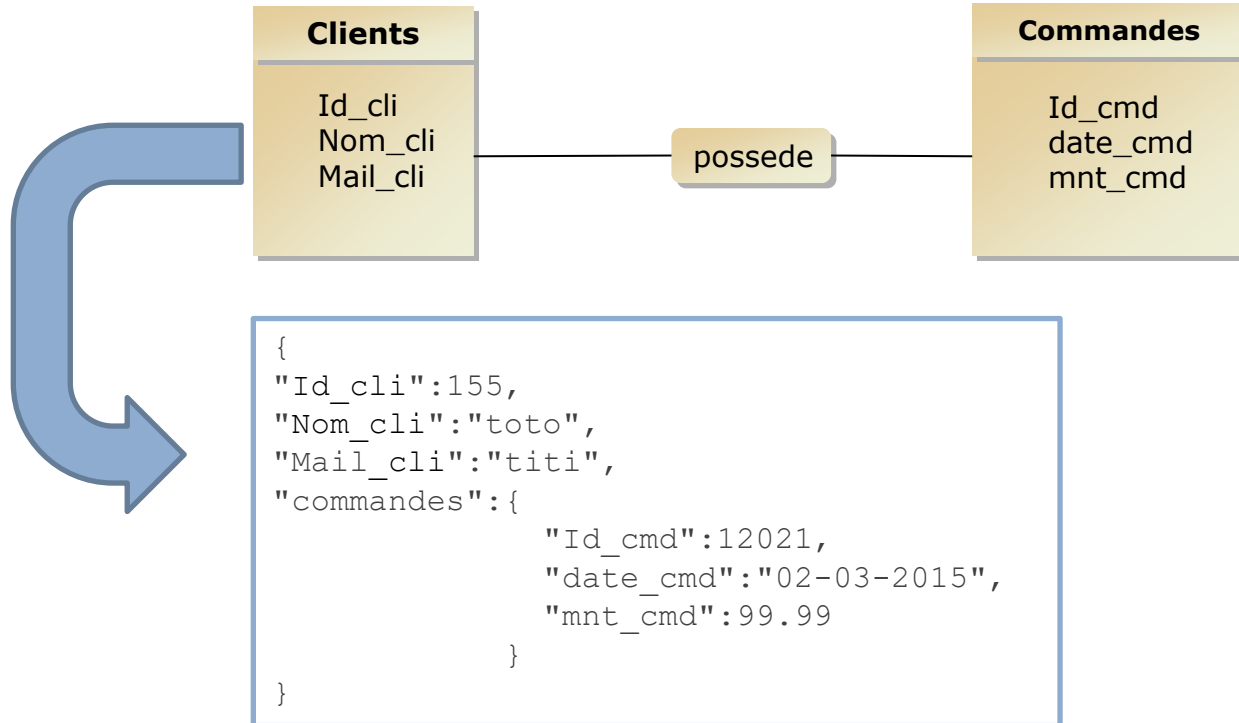 Clients
Id_cli
Nom_cli
Mail_cli
possede
Commandes
Id_cmd
date_cmd
mnt_cmd
{
"Id_cli":155,
"Nom_cli":"toto",
"Mail_cli":"titi",
"commandes":{
"Id_cmd":12021,
"date_cmd":"02-03-2015",
"mnt_cmd":99.99
}
}